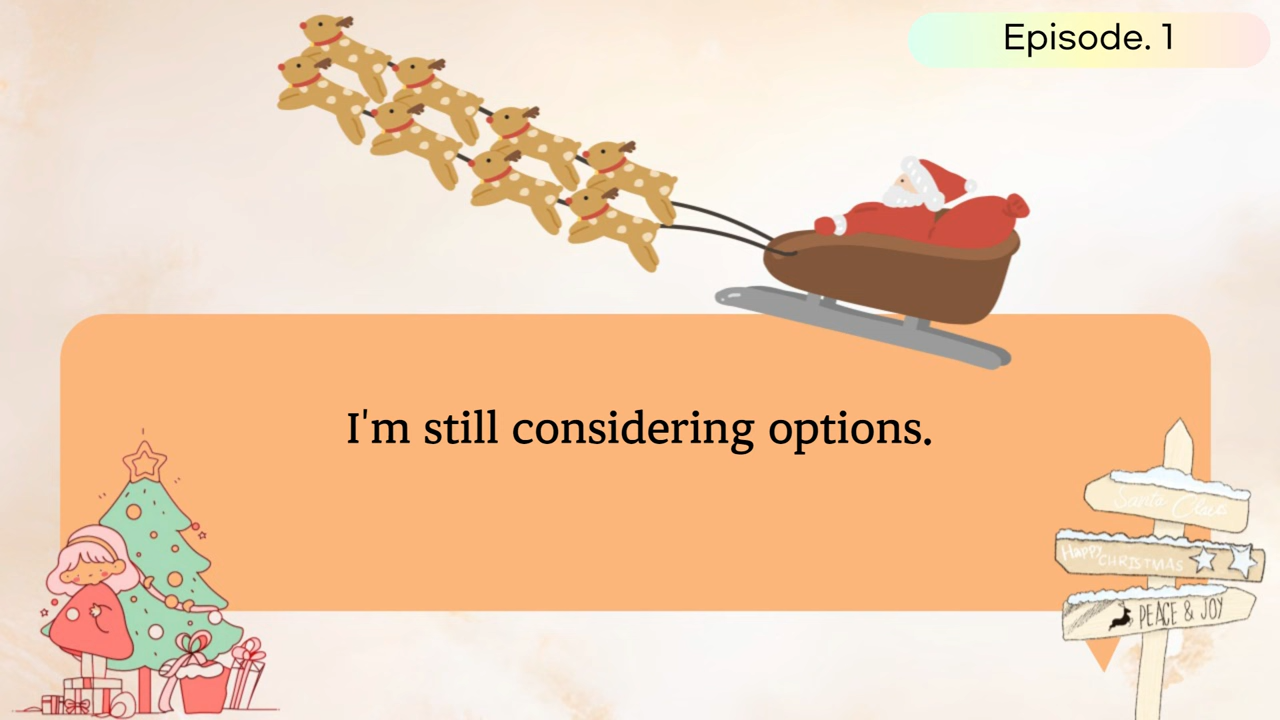 Episode. 1
I'm still considering options.
Santa Claus
HAPPY
CHRISTMAS
PEACE & JOY